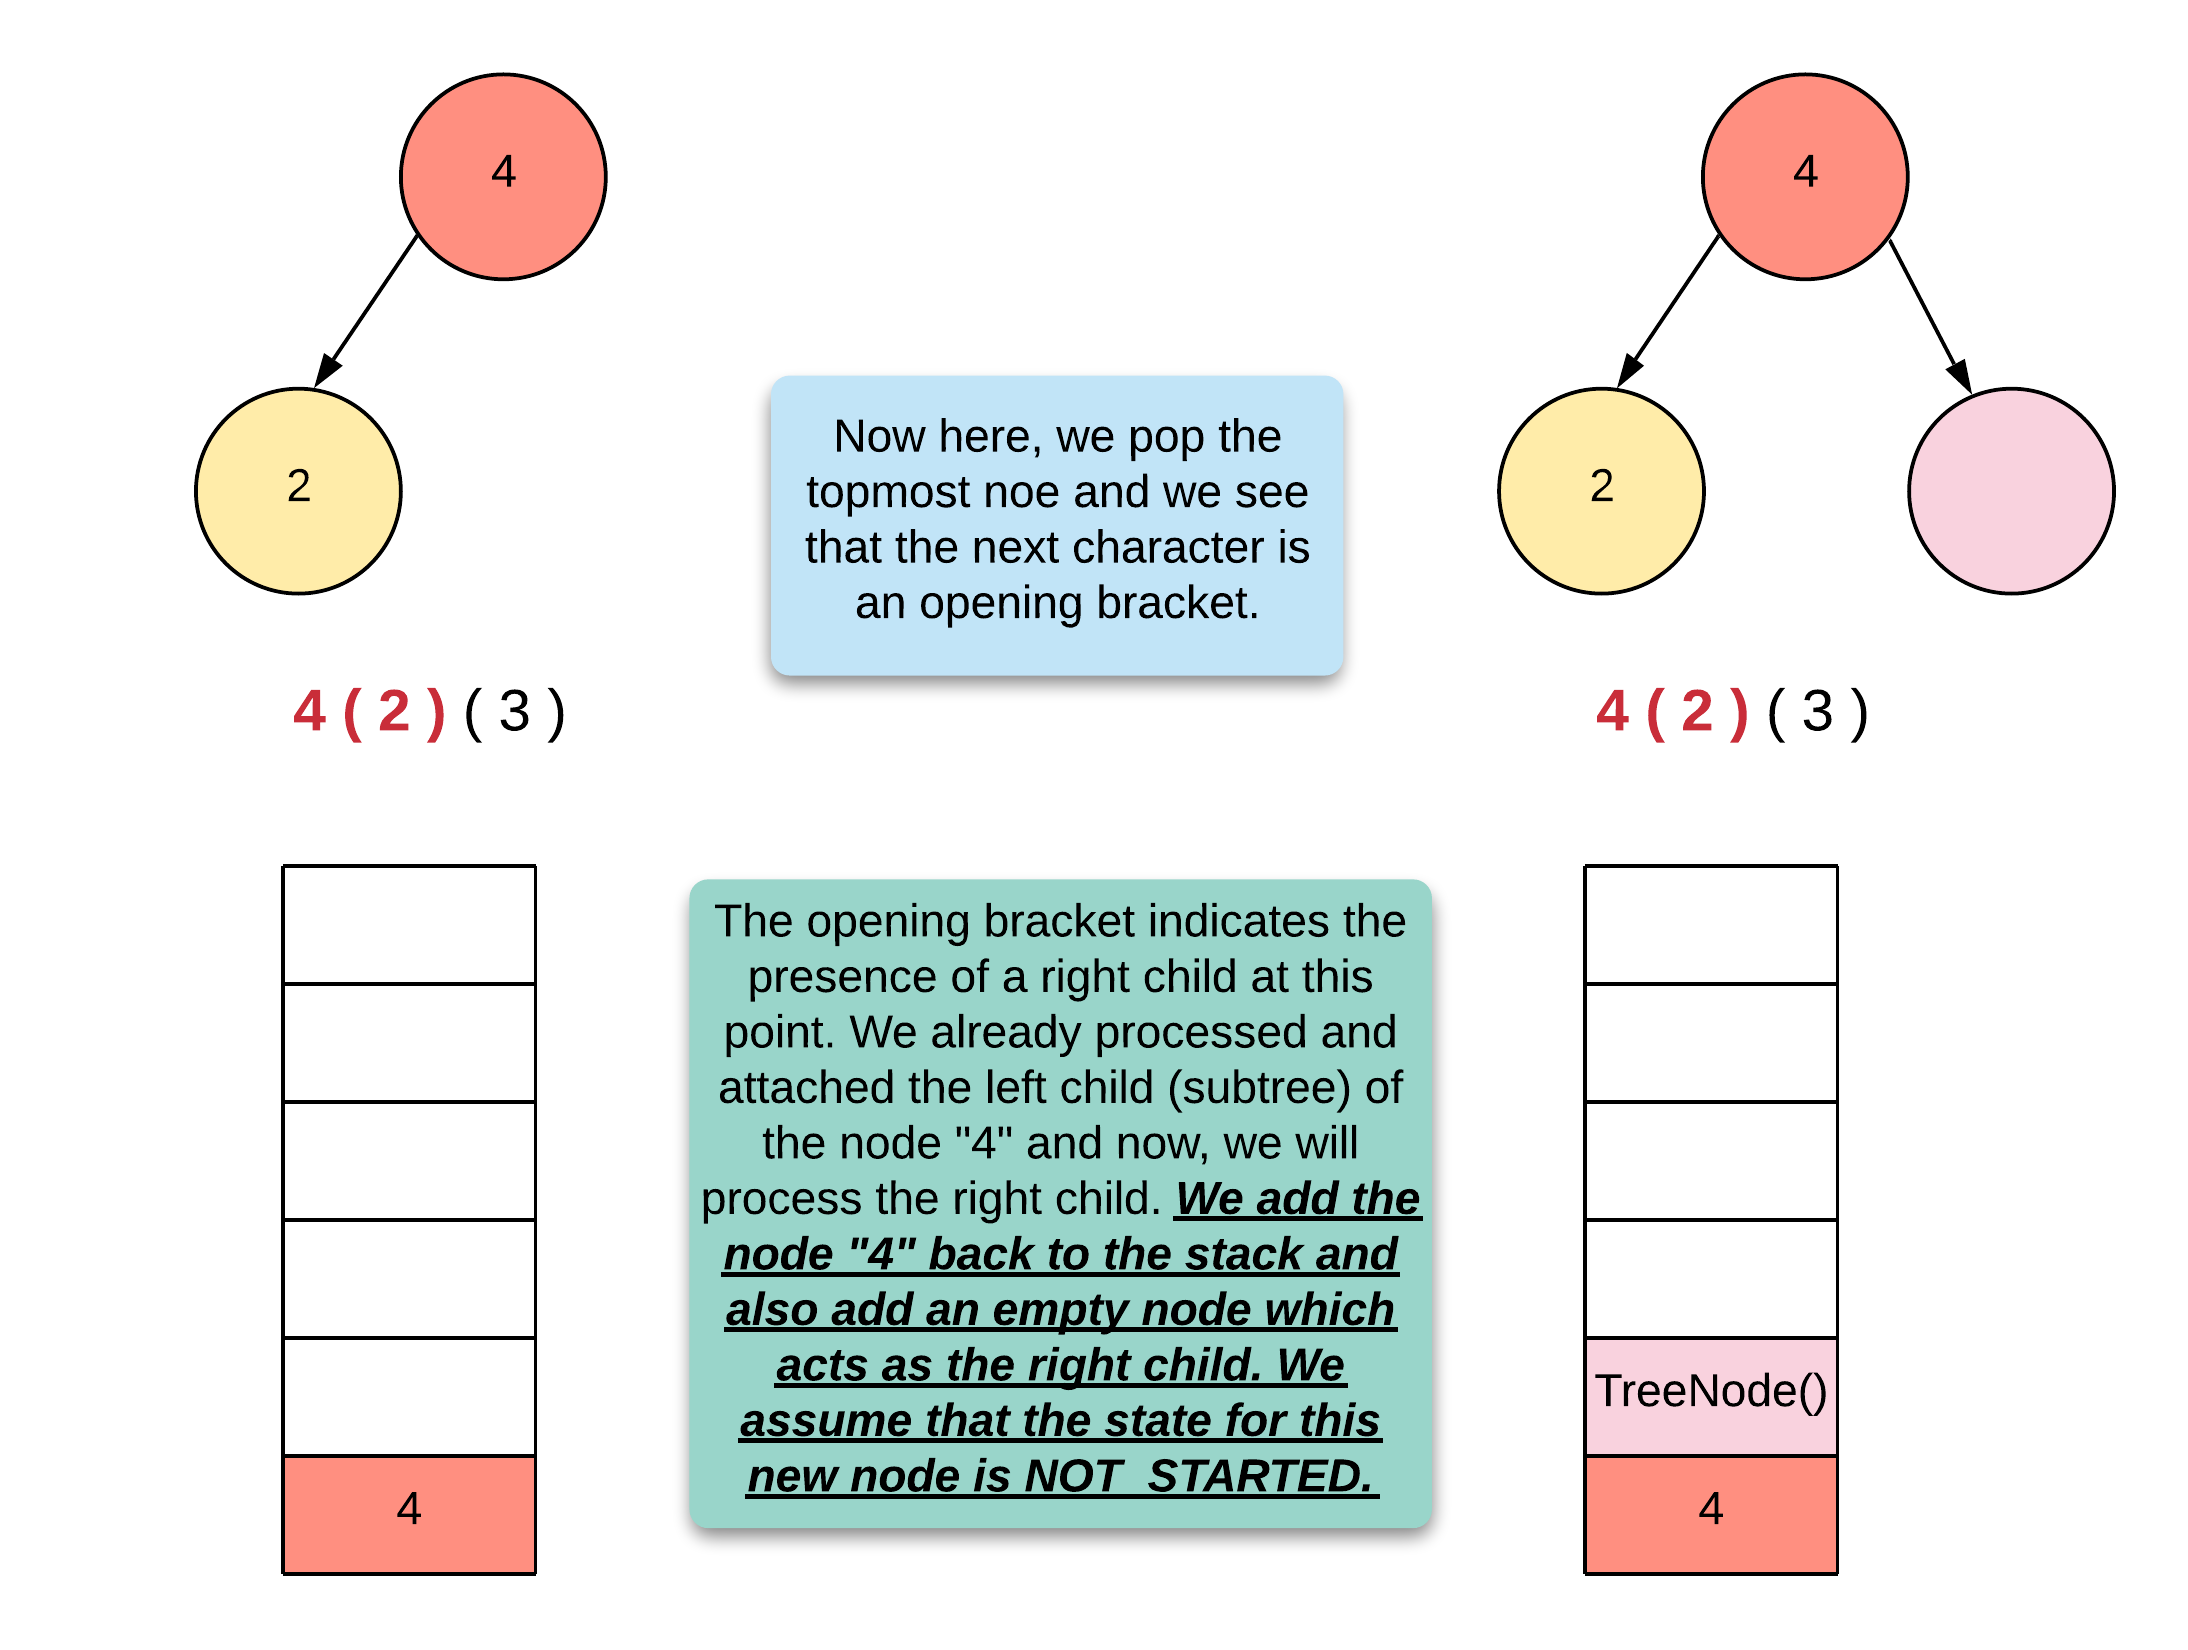 4
2
4(2)(3)
4
Now here, we pop the
topmost noe and we see
that the next character is
an opening bracket.
The opening bracket indicates the
presence of a right child at this
point. We already processed and
attached the left child (subtree) of
the node "4" and now, we will
process the right child. We add the
node "4" back to the stack and
also add an empty node which
acts as the right child. We
assume that the state for this
new node is NOT_STARTED.
4
2
4(2)(3)
TreeNode()
4